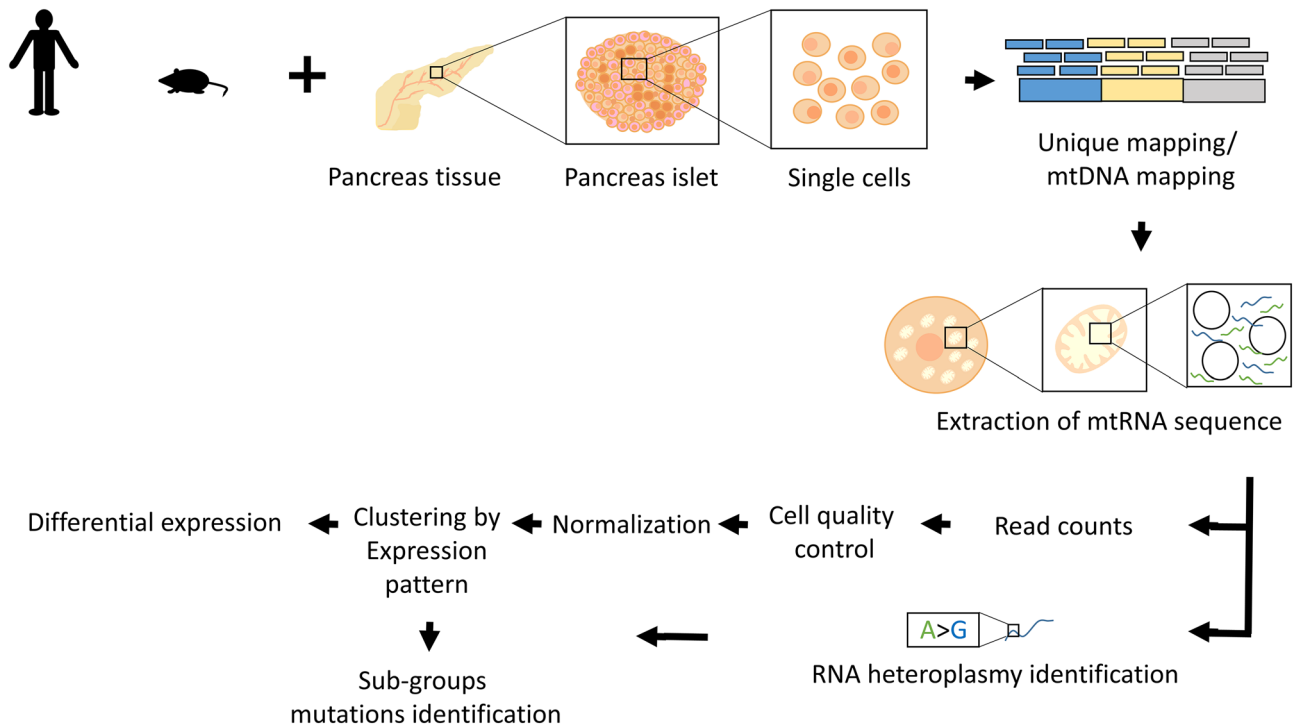 Pancreas tissue
Pancreas islet
Single cells
Unique mapping/
mtDNA mapping
Extraction of mtRNA sequence
Differential expression
Clustering by
Expression
pattern
Normalization
Cell quality
control
Read counts
A>G
RNA heteroplasmy identification
Sub-groups
mutations identification